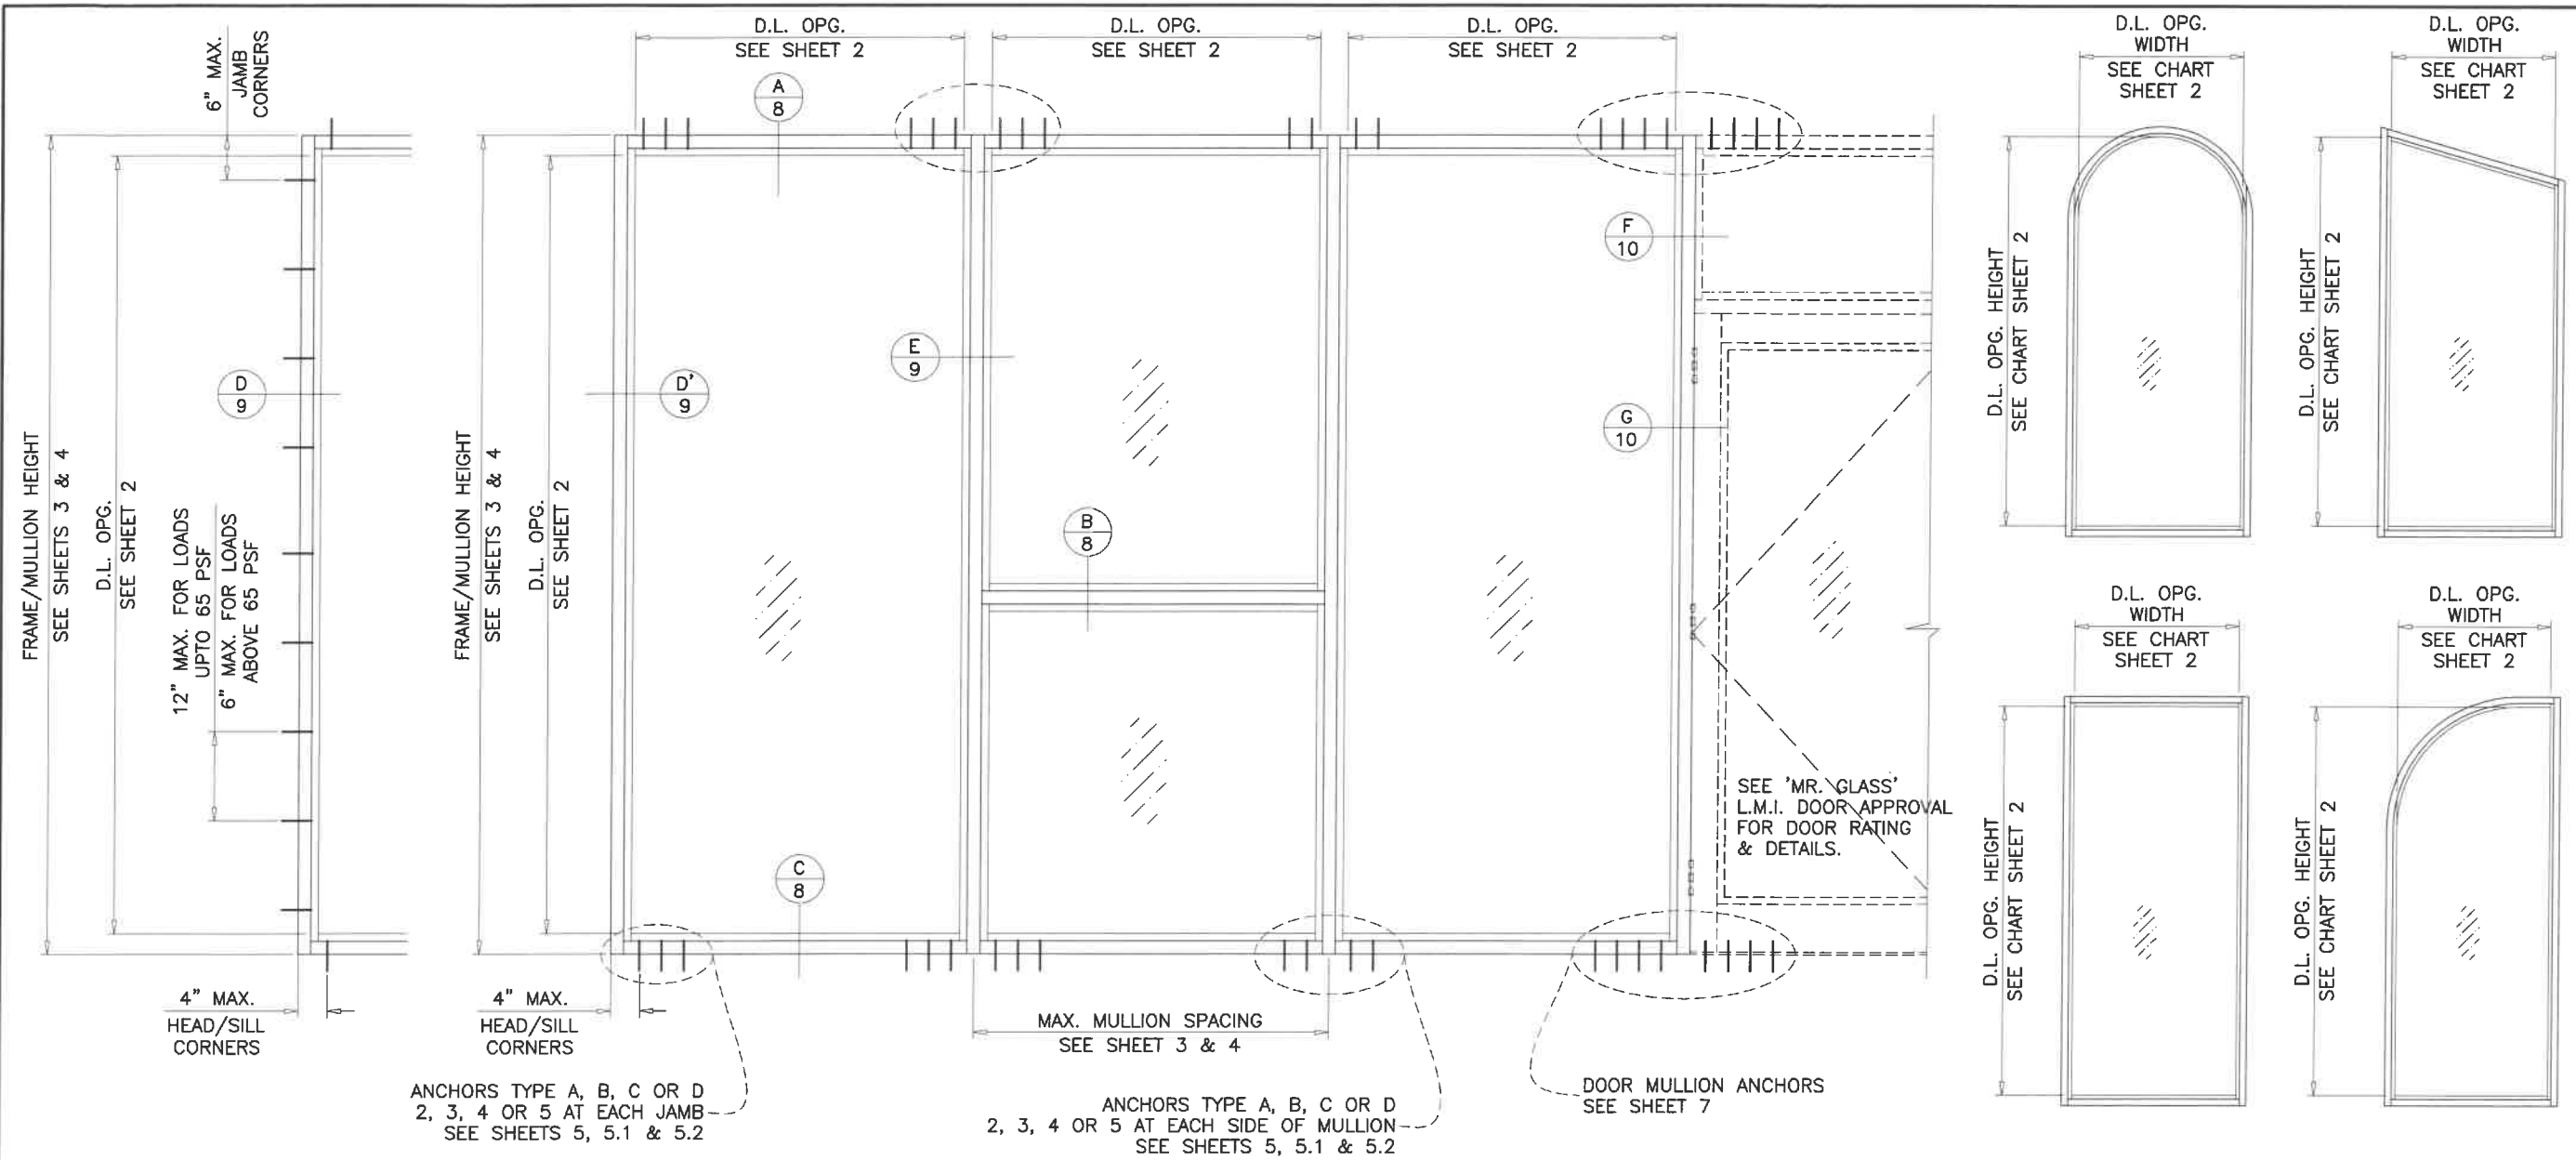 6" MAX.
JAMB
CORNERS
FRAME/MULLION HEIGHT
SEE SHEETS 3 & 4
D.L. OPG.
SEE SHEET 2
12" MAX. FOR LOADS
UPTO 65 PSF
6" MAX. FOR LOADS
ABOVE 65 PSF
D
9
4" MAX.
HEAD/SILL
CORNERS
FRAME/MULLION HEIGHT
SEE SHEETS 3 & 4
D.L. OPG.
SEE SHEET 2
D.L. OPG.
SEE SHEET 2
D.L. OPG.
SEE SHEET 2
D.L. OPG.
SEE SHEET 2
A
8
D'
9
E
9
B
8
C
8
F
10
G
10
SEE 'MR. GLASS'
L.M.I. DOOR APPROVAL
FOR DOOR RATING
& DETAILS.
4" MAX.
HEAD/SILL
CORNERS
MAX. MULLION SPACING
SEE SHEET 3 & 4
ANCHORS TYPE A, B, C OR D
2, 3, 4 OR 5 AT EACH JAMB
SEE SHEETS 5, 5.1 & 5.2
ANCHORS TYPE A, B, C OR D
2, 3, 4 OR 5 AT EACH SIDE OF MULLION
SEE SHEETS 5, 5.1 & 5.2
DOOR MULLION ANCHORS
SEE SHEET 7
D.L. OPG.
WIDTH
SEE CHART
SHEET 2
D.L. OPG. HEIGHT
SEE CHART SHEET 2
D.L. OPG.
WIDTH
SEE CHART
SHEET 2
D.L. OPG. HEIGHT
SEE CHART SHEET 2
D.L. OPG.
WIDTH
SEE CHART
SHEET 2
D.L. OPG. HEIGHT
SEE CHART SHEET 2
D.L. OPG.
WIDTH
SEE CHART
SHEET 2
D.L. OPG. HEIGHT
SEE CHART SHEET 2